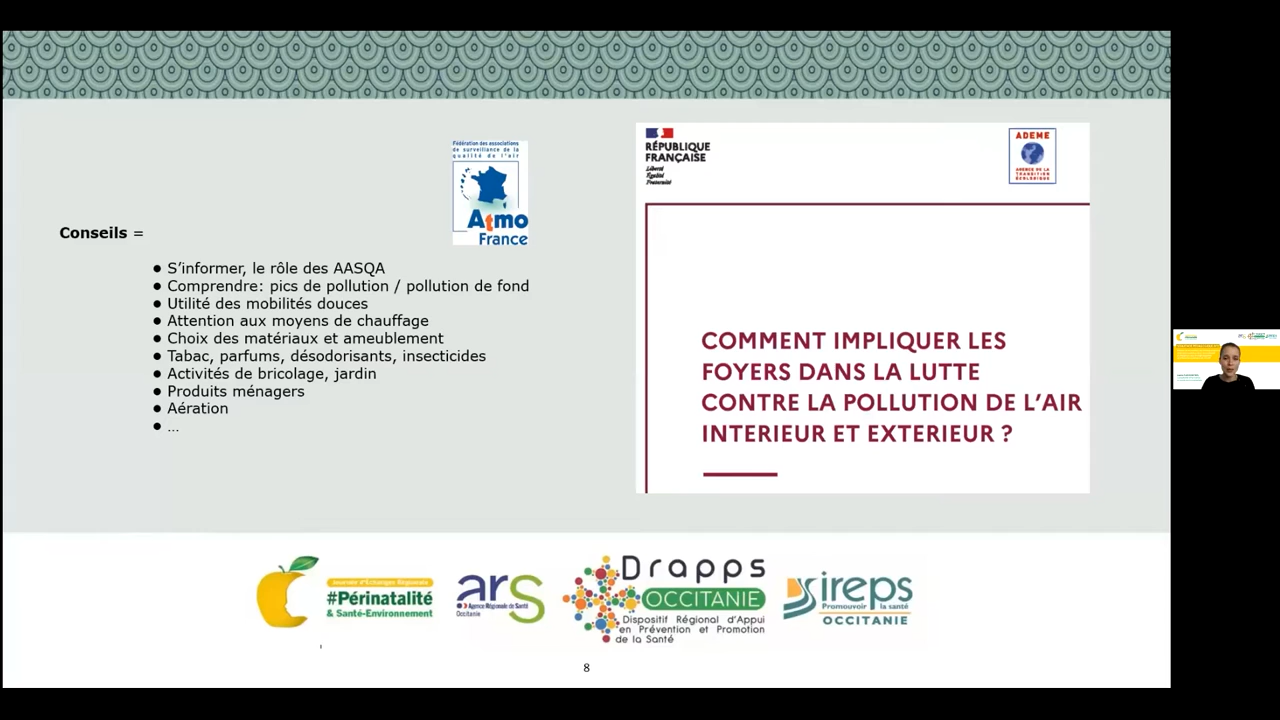 Fédération des associations
de surveillance de la
qualité de l'air
Atmo
France
Conseils =
● S’informer, le rôle des AASQA
● Comprendre: pics de pollution / pollution de fond
● Utilité des mobilités douces
● Attention aux moyens de chauffage
● Choix des matériaux et ameublement
● Tabac, parfums, désodorisants, insecticides
● Activités de bricolage, jardin
● Produits ménagers
● Aération
● ...
RÉPUBLIQUE
FRANÇAISE
Liberté
Égalité
Fraternité
ADEME
AGENCE DE LA
TRANSITION
ÉCOLOGIQUE
COMMENT IMPLIQUER LES
FOYERS DANS LA LUTTE
CONTRE LA POLLUTION DE L’AIR
INTERIEUR ET EXTERIEUR ?
Journée d'Échanges Régionales
#Périnatalité
& Santé-Environnement
ars
Agence Régionale de Santé
Occitanie
Drapps
OCCITANIE
Dispositif Régional d'Appui
en Prévention et Promotion
de la Santé
ireps
Promouvoir la santé
OCCITANIE
8